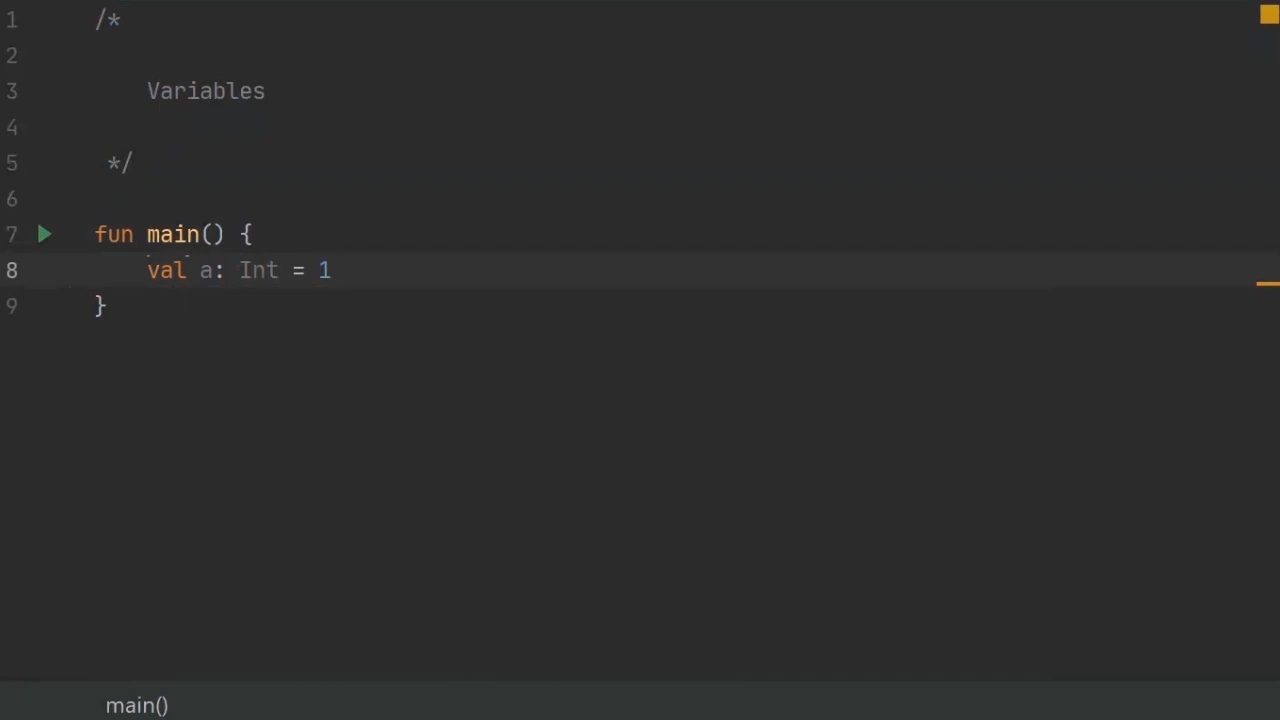 1 /*
2
3 Variables
4
5 */
6
7 fun main() {
8 val a: Int = 1
9 }
main()